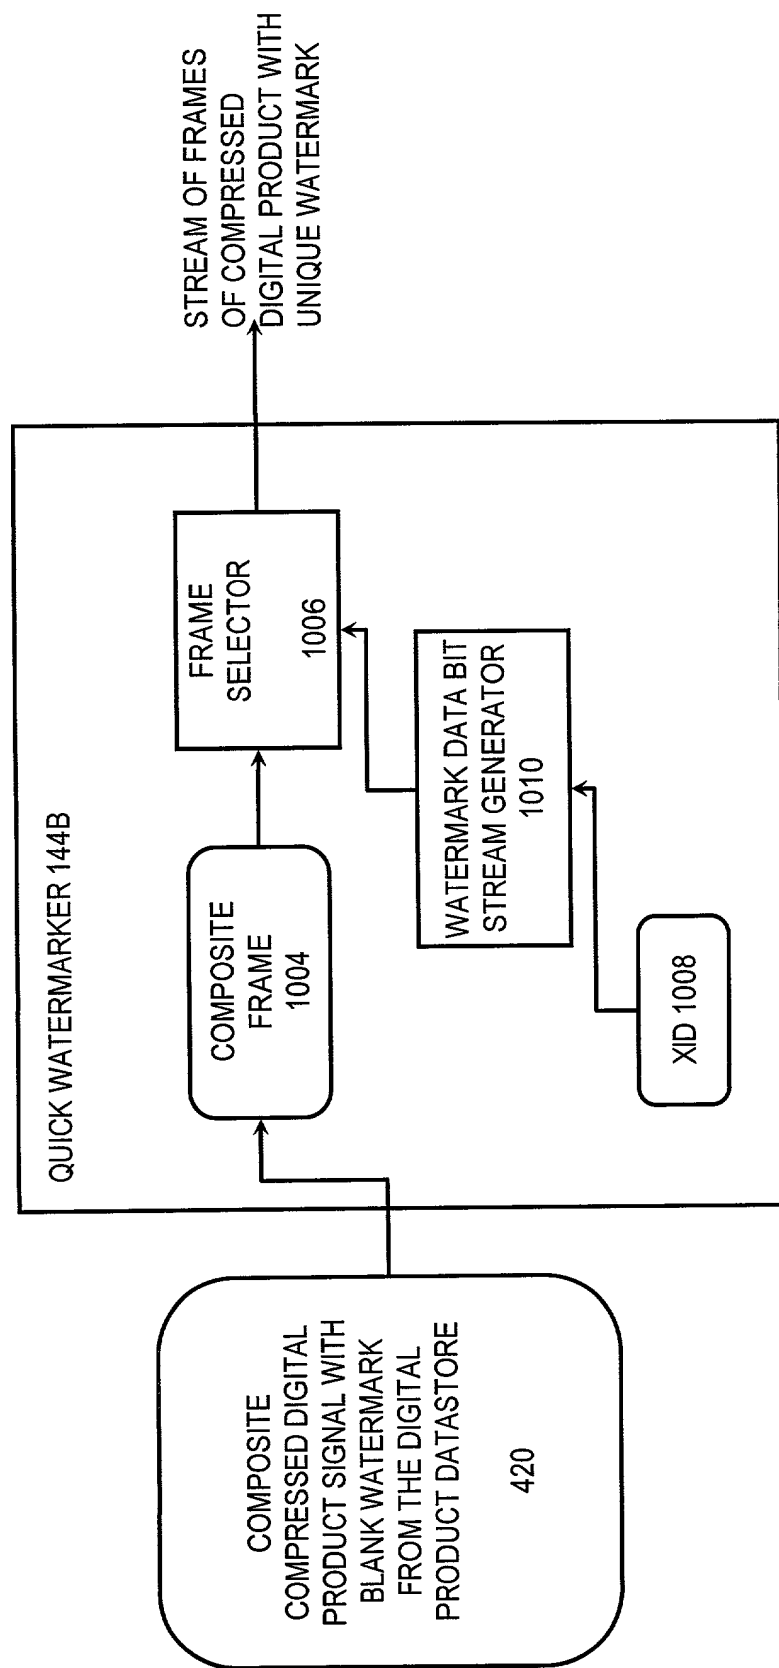 COMPOSITE
COMPRESSED DIGITAL
PRODUCT SIGNAL WITH
BLANK WATERMARK
FROM THE DIGITAL
PRODUCT DATASTORE
420
QUICK WATERMARKER 144B
COMPOSITE
FRAME
1004
FRAME
SELECTOR
1006
XID 1008
WATERMARK DATA BIT
STREAM GENERATOR
1010
STREAM OF FRAMES
OF COMPRESSED
DIGITAL PRODUCT WITH
UNIQUE WATERMARK